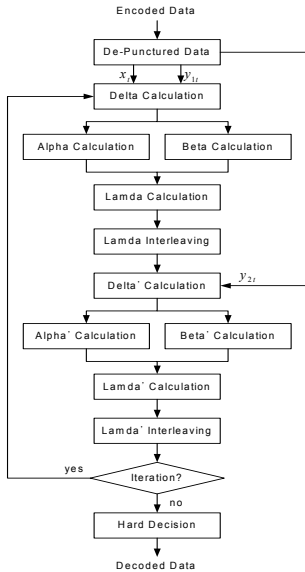 Encoded Data
De-Punctured Data
x_t y_1t
Delta Calculation
Alpha Calculation Beta Calculation
Lamda Calculation
Lamda Interleaving
y_2t
Delta' Calculation
Alpha' Calculation Beta' Calculation
Lamda' Calculation
Lamda' Interleaving
yes
Iteration?
no
Hard Decision
Decoded Data